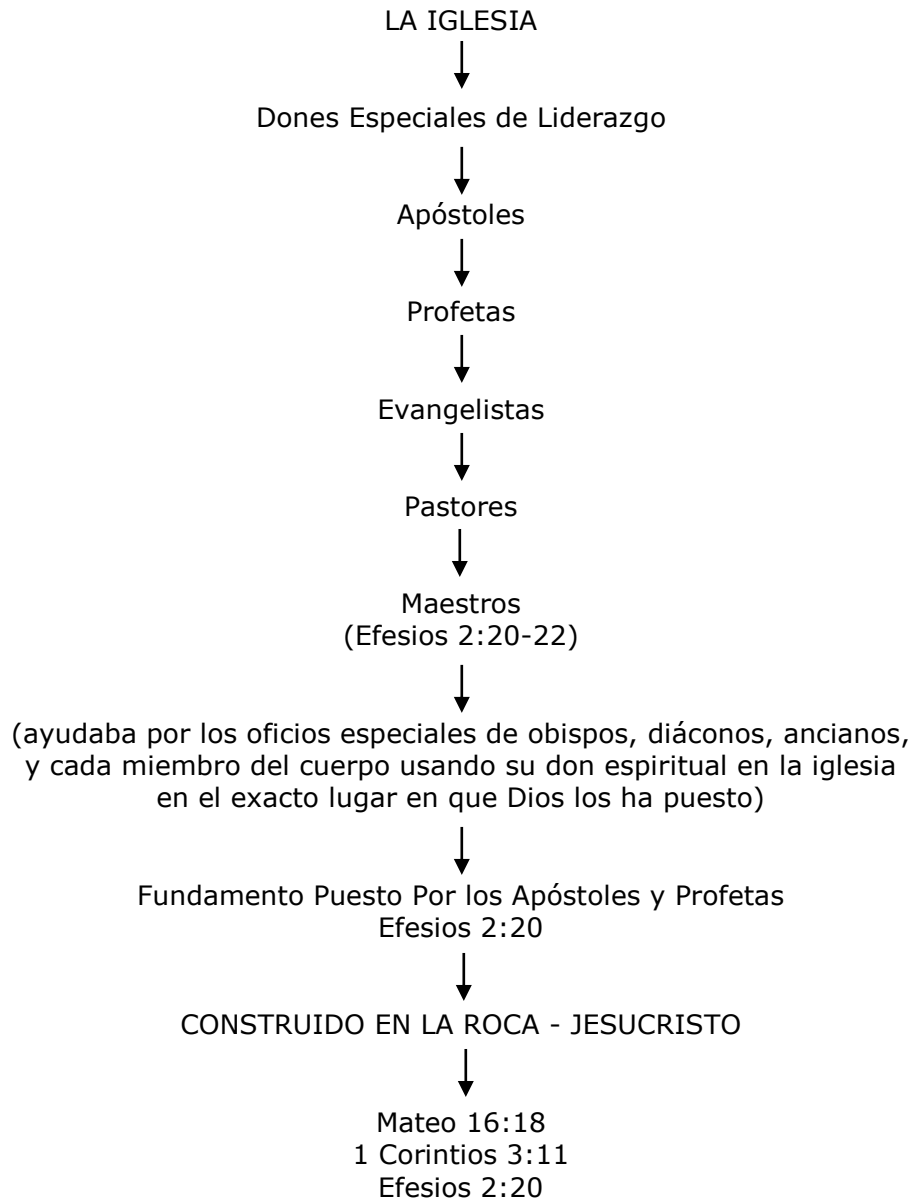 LA IGLESIA
Dones Especiales de Liderazgo
Apóstoles
Profetas
Evangelistas
Pastores
Maestros
(Efesios 2:20-22)
(ayudaba por los oficios especiales de obispos, diáconos, ancianos,
y cada miembro del cuerpo usando su don espiritual en la iglesia
en el exacto lugar en que Dios los ha puesto)
Fundamento Puesto Por los Apóstoles y Profetas
Efesios 2:20
CONSTRUIDO EN LA ROCA - JESUCRISTO
Mateo 16:18
1 Corintios 3:11
Efesios 2:20